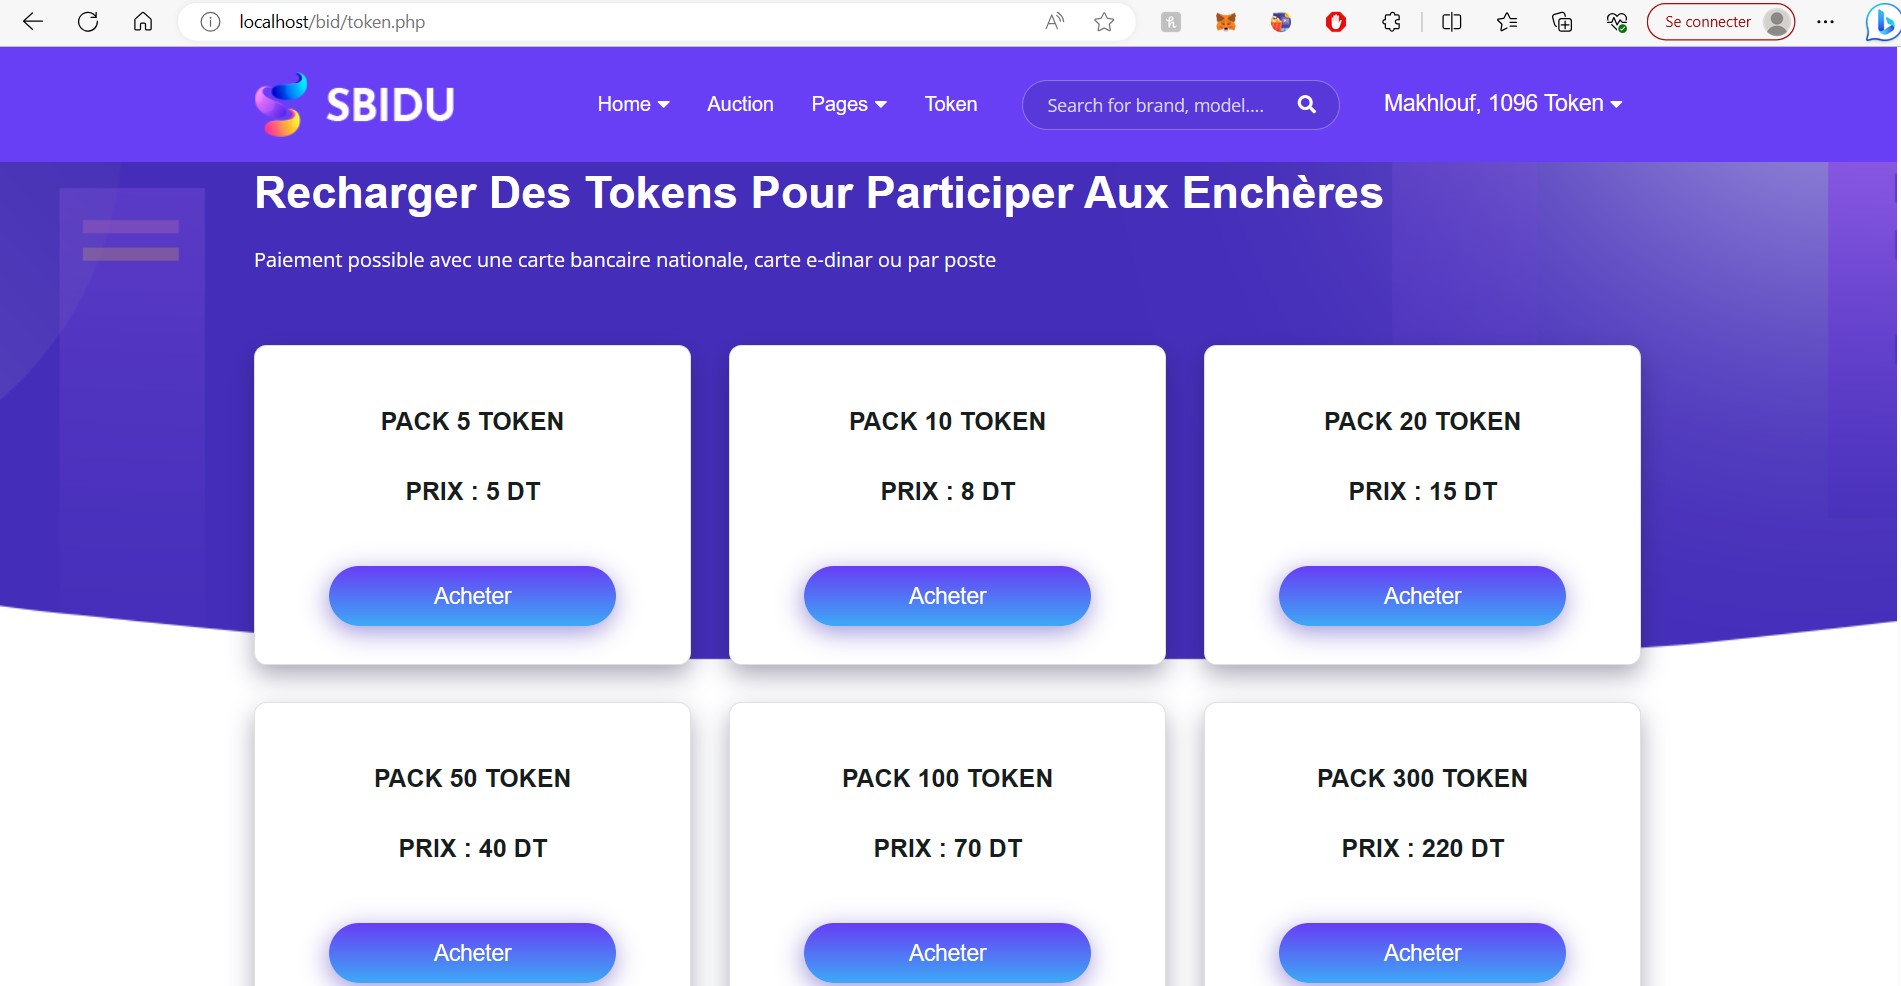 localhost/bid/token.php
Se connecter
SBIDU
Home
Auction
Pages
Token
Search for brand, model....
Makhlouf, 1096 Token
Recharger Des Tokens Pour Participer Aux Enchères
Paiement possible avec une carte bancaire nationale, carte e-dinar ou par poste
PACK 5 TOKEN
PRIX : 5 DT
Acheter
PACK 10 TOKEN
PRIX : 8 DT
Acheter
PACK 20 TOKEN
PRIX : 15 DT
Acheter
PACK 50 TOKEN
PRIX : 40 DT
Acheter
PACK 100 TOKEN
PRIX : 70 DT
Acheter
PACK 300 TOKEN
PRIX : 220 DT
Acheter